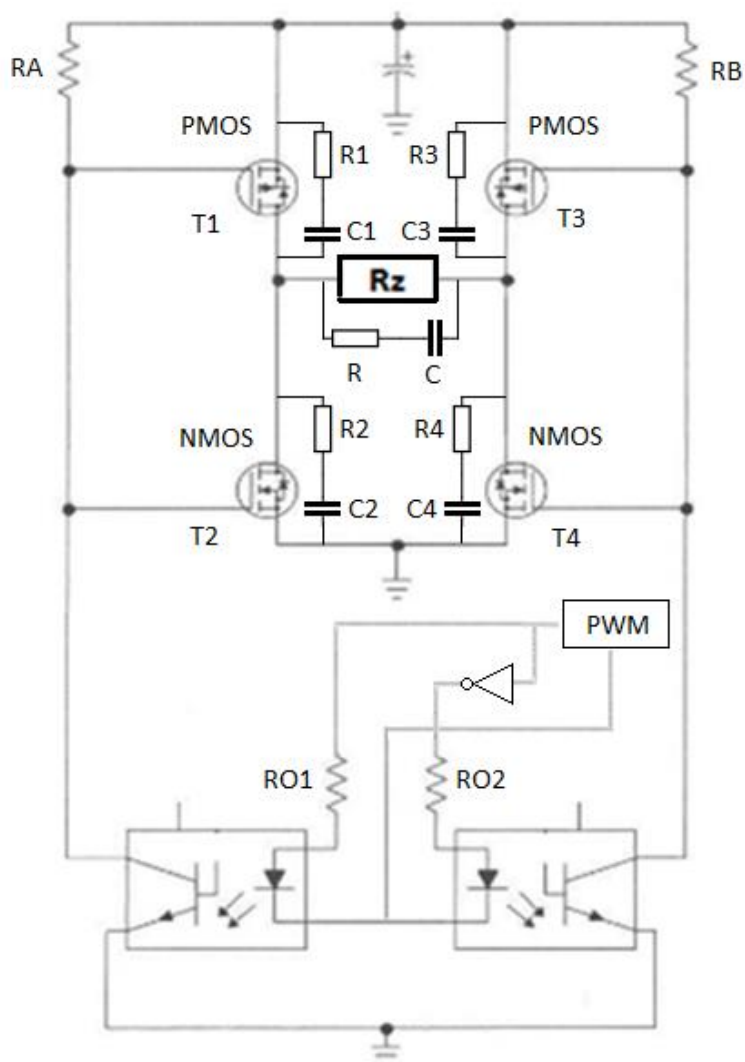 RA
RB
PMOS
PMOS
R1
R3
T1
T3
C1
C3
Rz
R
C
NMOS
NMOS
R2
R4
C2
C4
T2
T4
PWM
RO1
RO2
+